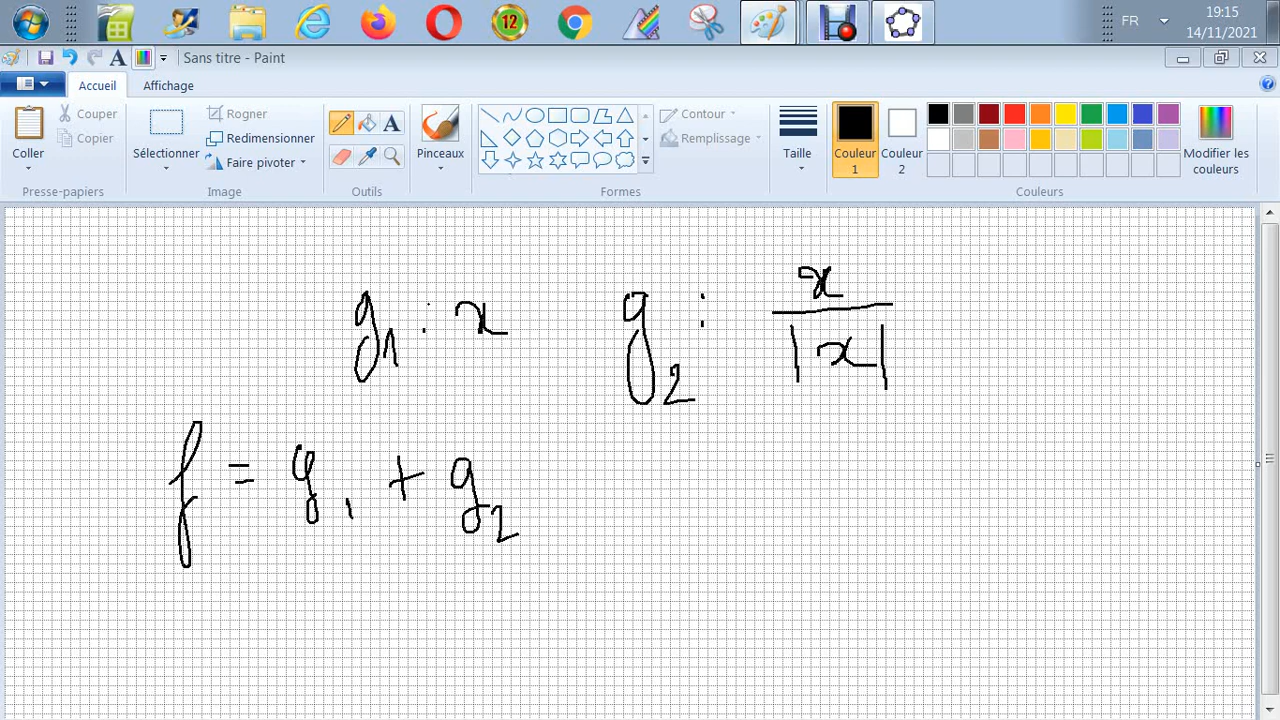 12
FR
19:15
14/11/2021
Sans titre - Paint
Accueil
Affichage
Coller
Couper
Copier
Presse-papiers
Sélectionner
Rogner
Redimensionner
Faire pivoter
Image
A
Outils
Pinceaux
Contour
Remplissage
Formes
Taille
Couleur 1
Couleur 2
Modifier les couleurs
Couleurs
g1 : x
g2 : x / |x|
f = g1 + g2